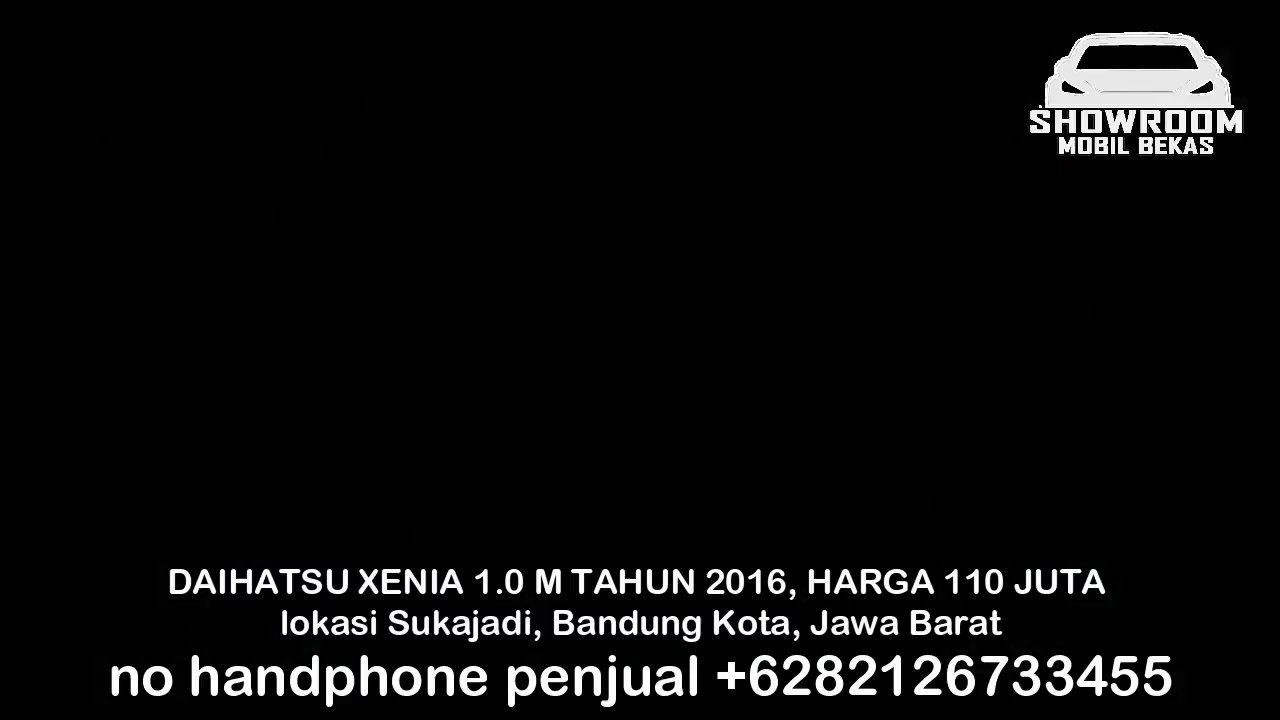 SHOWROOM
MOBIL BEKAS
DAIHATSU XENIA 1.0 M TAHUN 2016, HARGA 110 JUTA
lokasi Sukajadi, Bandung Kota, Jawa Barat
no handphone penjual +6282126733455